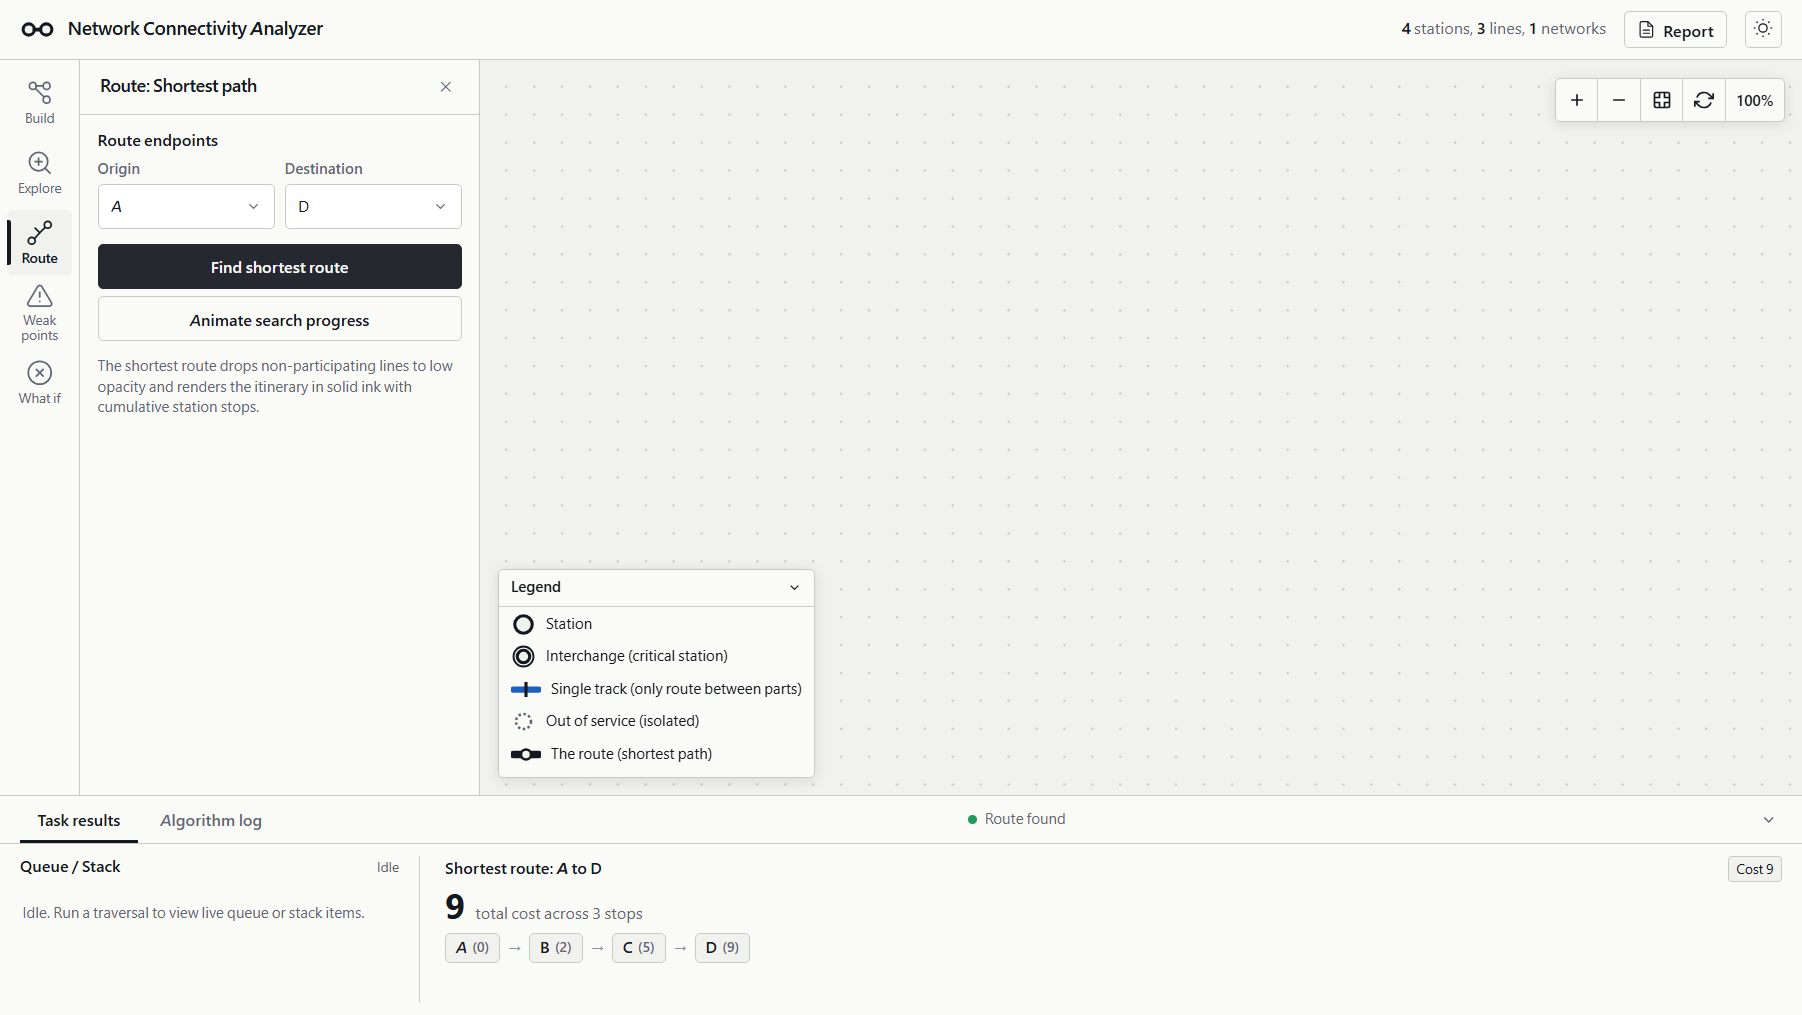 Network Connectivity Analyzer
4 stations, 3 lines, 1 networks
Report
Build
Explore
Route
Weak
points
What if
Route: Shortest path
Route endpoints
Origin
Destination
A
D
Find shortest route
Animate search progress
The shortest route drops non-participating lines to low
opacity and renders the itinerary in solid ink with
cumulative station stops.
100%
Legend
Station
Interchange (critical station)
Single track (only route between parts)
Out of service (isolated)
The route (shortest path)
Task results
Algorithm log
Route found
Queue / Stack
Idle
Idle. Run a traversal to view live queue or stack items.
Shortest route: A to D
Cost 9
9 total cost across 3 stops
A (0) → B (2) → C (5) → D (9)